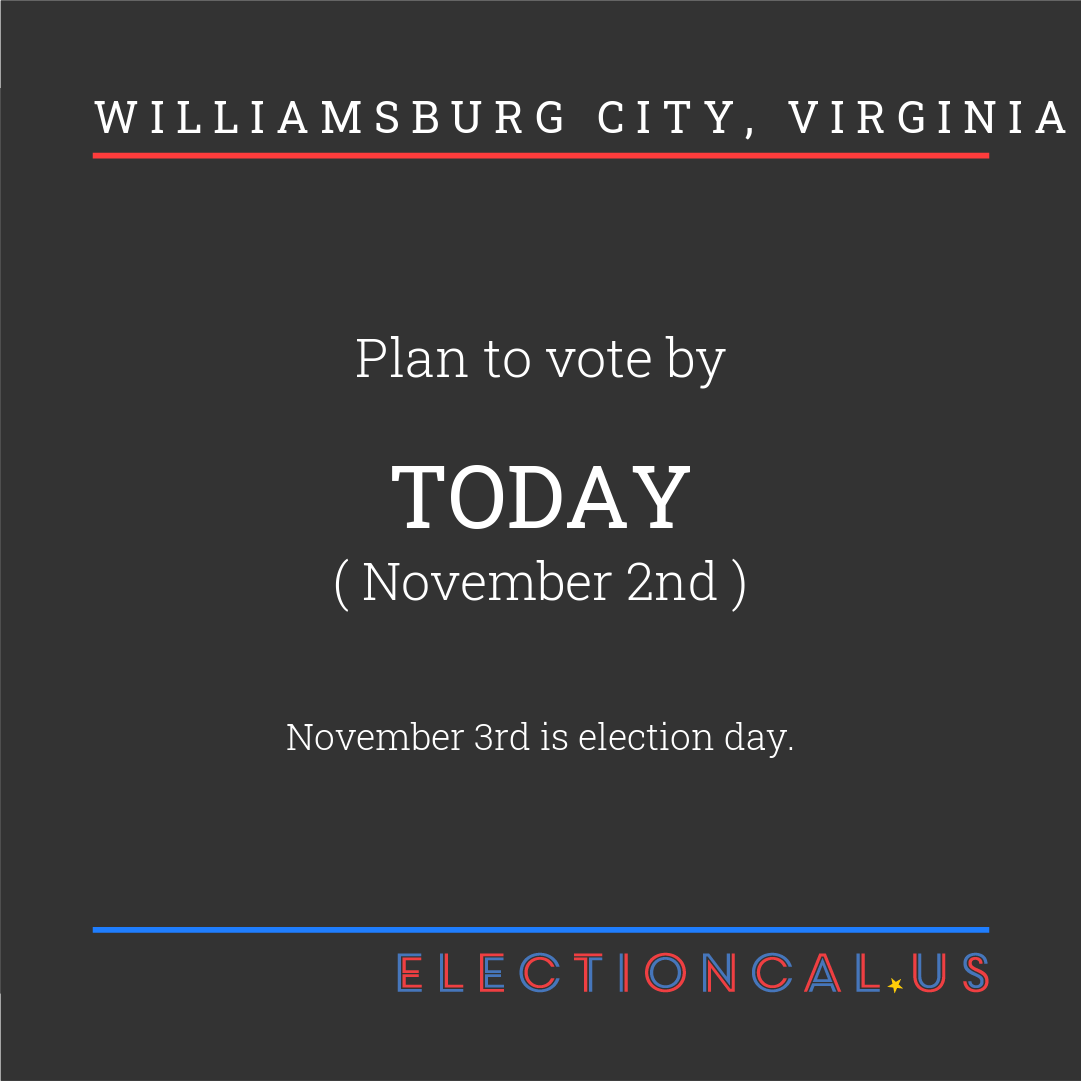 WILLIAMSBURG CITY, VIRGINIA
Plan to vote by
TODAY
( November 2nd )
November 3rd is election day.
ELECTIONCAL.US